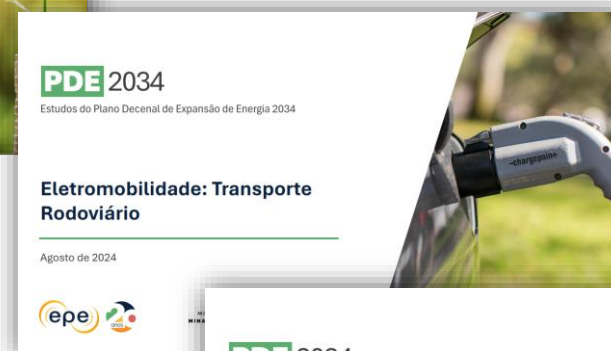 PDE 2034
Estudos do Plano Decenal de Expansão de Energia 2034
-chargepoin+
Eletromobilidade: Transporte
Rodoviário
Agosto de 2024
epe